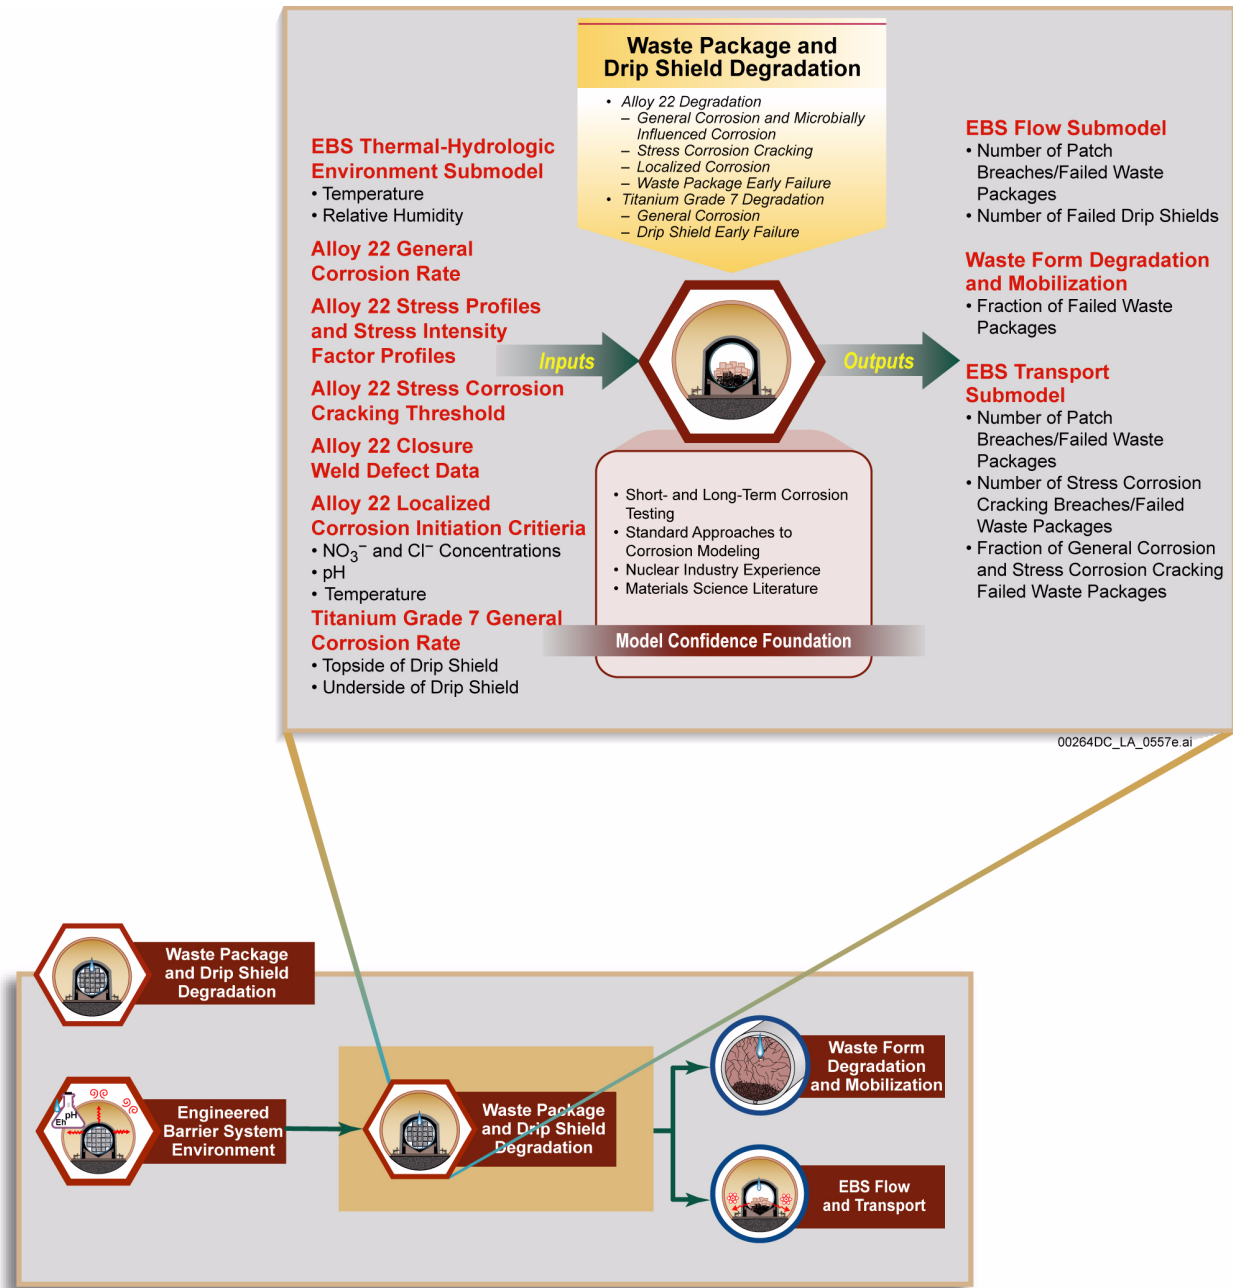 Waste Package and
Drip Shield Degradation
• Alloy 22 Degradation
– General Corrosion and Microbially
Influenced Corrosion
– Stress Corrosion Cracking
– Localized Corrosion
– Waste Package Early Failure
• Titanium Grade 7 Degradation
– General Corrosion
– Drip Shield Early Failure
EBS Thermal-Hydrologic
Environment Submodel
• Temperature
• Relative Humidity
Alloy 22 General
Corrosion Rate
Alloy 22 Stress Profiles
and Stress Intensity
Factor Profiles
Alloy 22 Stress Corrosion
Cracking Threshold
Alloy 22 Closure
Weld Defect Data
Alloy 22 Localized
Corrosion Initiation Critieria
• NO3– and Cl– Concentrations
• pH
• Temperature
Titanium Grade 7 General
Corrosion Rate
• Topside of Drip Shield
• Underside of Drip Shield
Inputs
Outputs
• Short- and Long-Term Corrosion
Testing
• Standard Approaches to
Corrosion Modeling
• Nuclear Industry Experience
• Materials Science Literature
Model Confidence Foundation
EBS Flow Submodel
• Number of Patch
Breaches/Failed Waste
Packages
• Number of Failed Drip Shields
Waste Form Degradation
and Mobilization
• Fraction of Failed Waste
Packages
EBS Transport
Submodel
• Number of Patch
Breaches/Failed Waste
Packages
• Number of Stress Corrosion
Cracking Breaches/Failed
Waste Packages
• Fraction of General Corrosion
and Stress Corrosion Cracking
Failed Waste Packages
00264DC_LA_0557e.ai
Waste Package
and Drip Shield
Degradation
pH
Eh
Engineered
Barrier System
Environment
Waste Package
and Drip Shield
Degradation
Waste Form
Degradation
and Mobilization
EBS Flow
and Transport